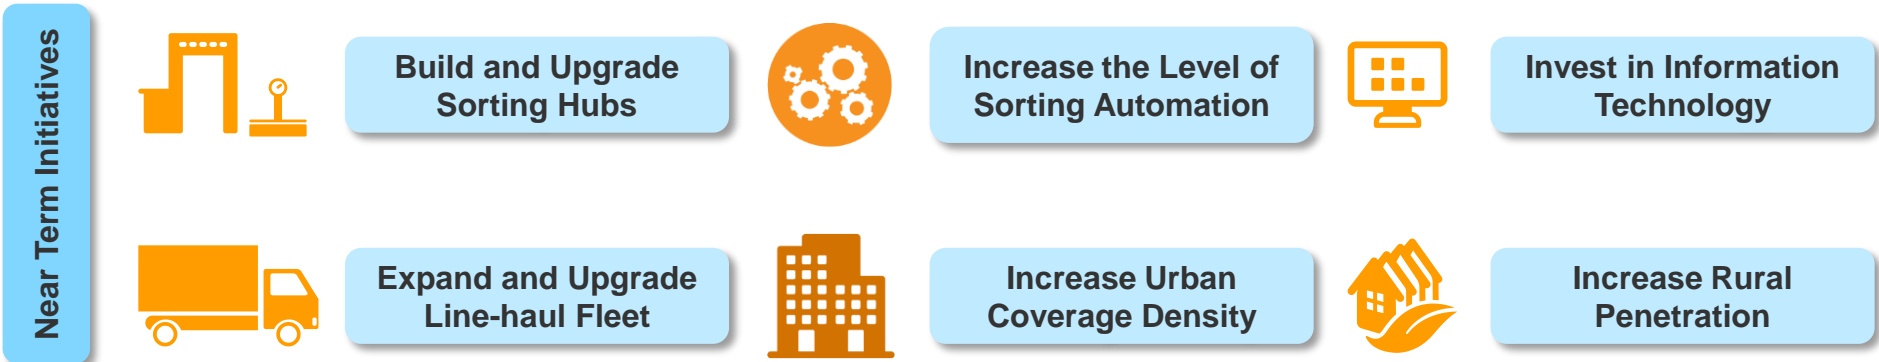 Near Term Initiatives
Build and Upgrade
Sorting Hubs
Increase the Level of
Sorting Automation
Invest in Information
Technology
Expand and Upgrade
Line-haul Fleet
Increase Urban
Coverage Density
Increase Rural
Penetration